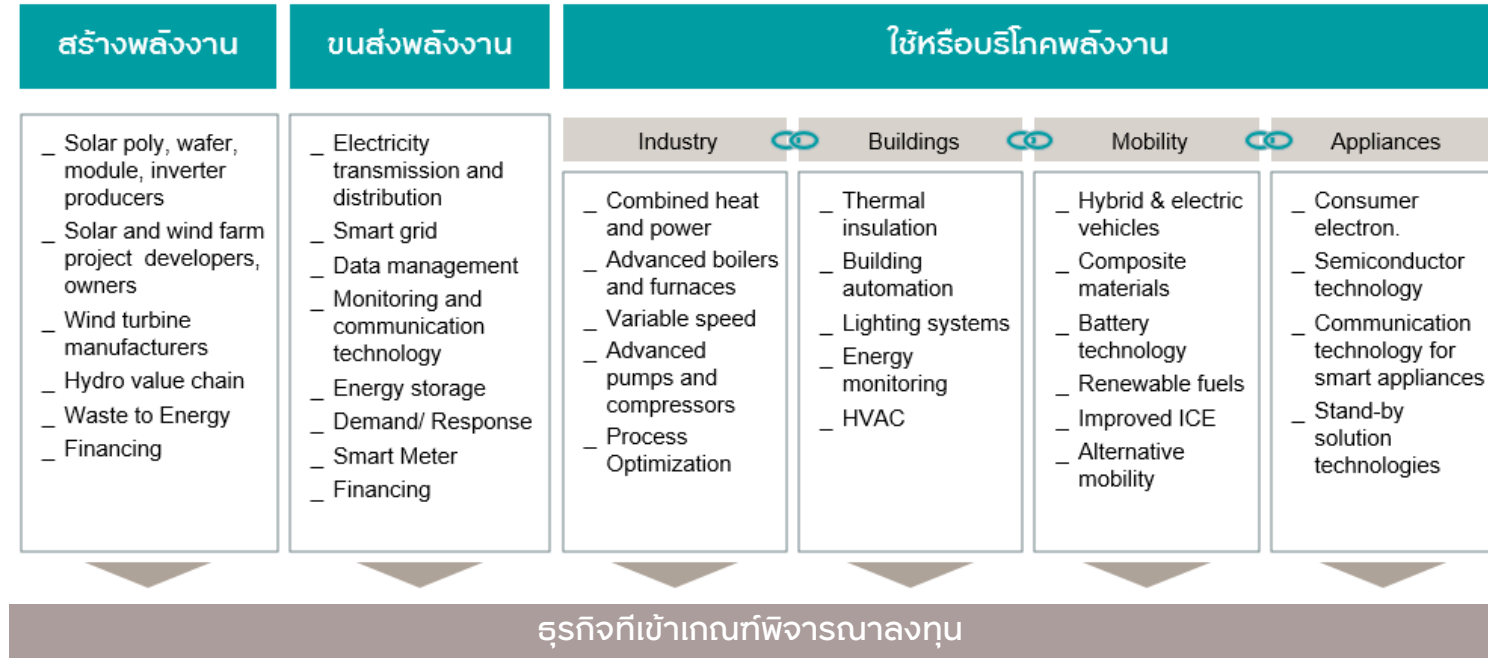 สร้างพลังงาน
ขนส่งพลังงาน
ใช้หรือบริโภคพลังงาน
_ Solar poly, wafer,
module, inverter
producers
_ Solar and wind farm
project developers,
owners
_ Wind turbine
manufacturers
_ Hydro value chain
_ Waste to Energy
_ Financing
_ Electricity
transmission and
distribution
_ Smart grid
_ Data management
_ Monitoring and
communication
technology
_ Energy storage
_ Demand/ Response
_ Smart Meter
_ Financing
Industry
_ Combined heat
and power
_ Advanced boilers
and furnaces
_ Variable speed
_ Advanced
pumps and
compressors
_ Process
Optimization
Buildings
_ Thermal
insulation
_ Building
automation
_ Lighting systems
_ Energy
monitoring
_ HVAC
Mobility
_ Hybrid & electric
vehicles
_ Composite
materials
_ Battery
technology
_ Renewable fuels
_ Improved ICE
_ Alternative
mobility
Appliances
_ Consumer
electron.
_ Semiconductor
technology
_ Communication
technology for
smart appliances
_ Stand-by
solution
technologies
ธุรกิจที่เข้าเกณฑ์พิจารณาลงทุน